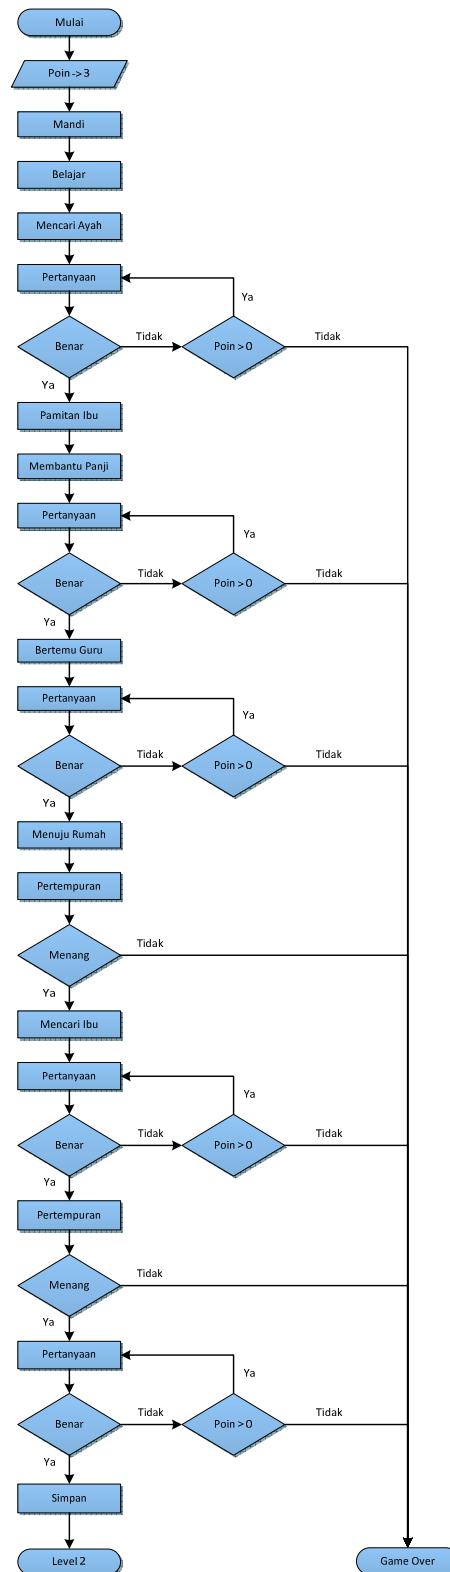 Mulai
Poin -> 3
Mandi
Belajar
Mencari Ayah
Pertanyaan
Ya
Benar
Tidak
Poin > 0
Tidak
Ya
Pamitan Ibu
Membantu Panji
Pertanyaan
Ya
Benar
Tidak
Poin > 0
Tidak
Ya
Bertemu Guru
Pertanyaan
Ya
Benar
Tidak
Poin > 0
Tidak
Ya
Menuju Rumah
Pertempuran
Menang
Tidak
Ya
Mencari Ibu
Pertanyaan
Ya
Benar
Tidak
Poin > 0
Tidak
Ya
Pertempuran
Menang
Tidak
Ya
Pertanyaan
Ya
Benar
Tidak
Poin > 0
Tidak
Ya
Simpan
Level 2
Game Over